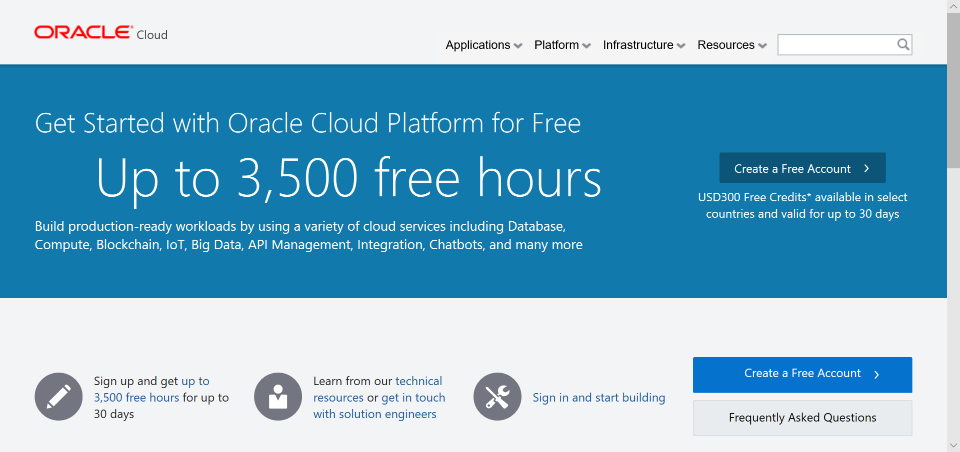 ORACLE Cloud
Applications Platform Infrastructure Resources
Get Started with Oracle Cloud Platform for Free
Up to 3,500 free hours
Build production-ready workloads by using a variety of cloud services including Database,
Compute, Blockchain, IoT, Big Data, API Management, Integration, Chatbots, and many more
Create a Free Account
USD300 Free Credits* available in select
countries and valid for up to 30 days
Sign up and get up to
3,500 free hours for up to
30 days
Learn from our technical
resources or get in touch
with solution engineers
Sign in and start building
Create a Free Account
Frequently Asked Questions